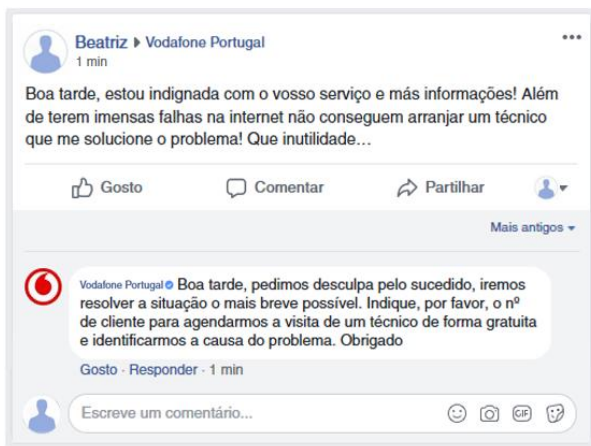 Beatriz Vodafone Portugal
1 min
Boa tarde, estou indignada com o vosso serviço e más informações! Além
de terem imensas falhas na internet não conseguem arranjar um técnico
que me solucione o problema! Que inutilidade...
Gosto Comentar Partilhar
Mais antigos
Vodafone Portugal Boa tarde, pedimos desculpa pelo sucedido, iremos
resolver a situação o mais breve possível. Indique, por favor, o nº
de cliente para agendarmos a visita de um técnico de forma gratuita
e identificarmos a causa do problema. Obrigado
Gosto · Responder · 1 min
Escreve um comentário... GIF